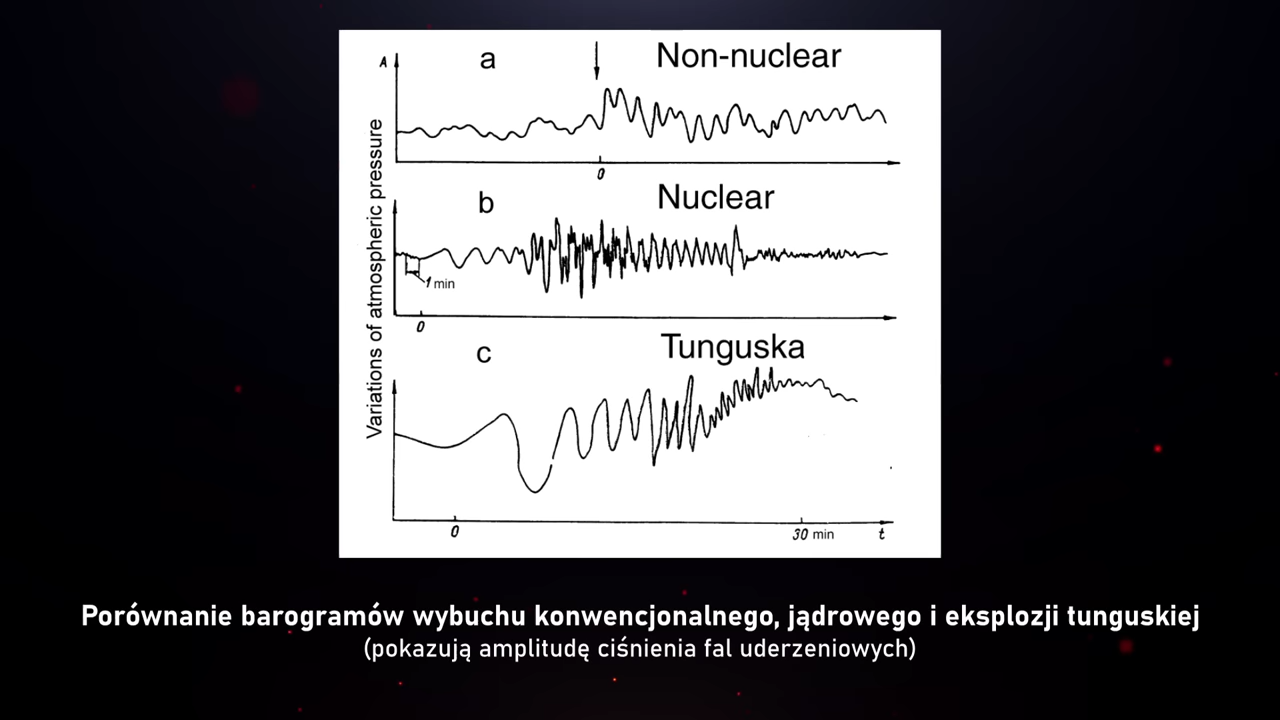 A
a
Non-nuclear
0
Variations of atmospheric pressure
b
Nuclear
1 min
0
c
Tunguska
0
30 min
t
Porównanie barogramów wybuchu konwencjonalnego, jądrowego i eksplozji tunguskiej
(pokazują amplitudę ciśnienia fal uderzeniowych)